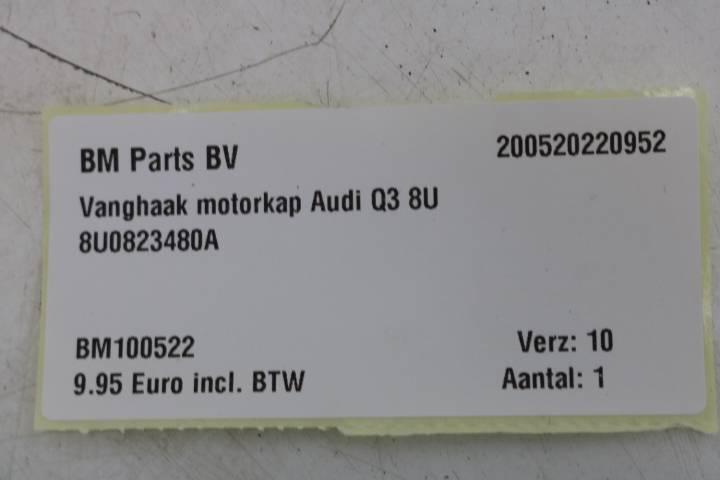 BM Parts BV 200520220952
Vanghaak motorkap Audi Q3 8U
8U0823480A
BM100522 Verz: 10
9.95 Euro incl. BTW Aantal: 1